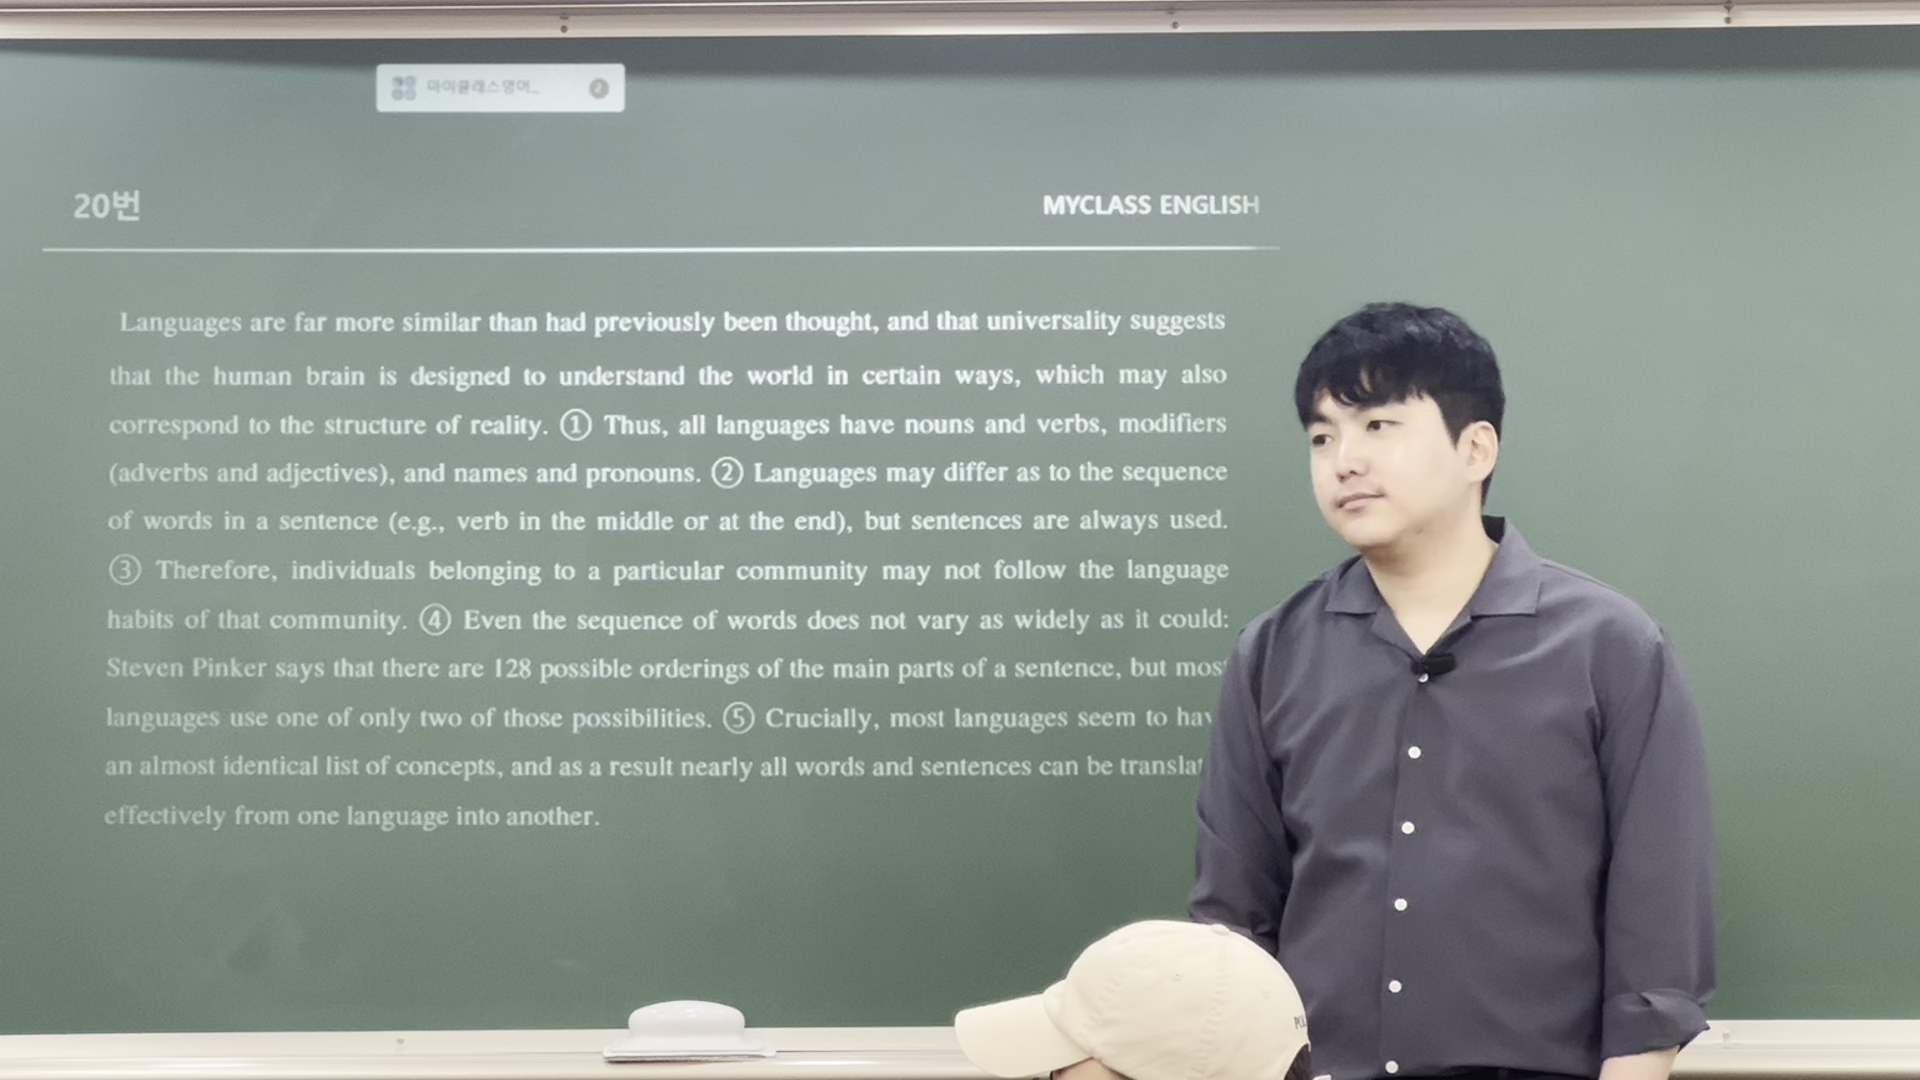 마이클래스영어_
20번
MYCLASS ENGLISH
Languages are far more similar than had previously been thought, and that universality suggests
that the human brain is designed to understand the world in certain ways, which may also
correspond to the structure of reality. ① Thus, all languages have nouns and verbs, modifiers
(adverbs and adjectives), and names and pronouns. ② Languages may differ as to the sequence
of words in a sentence (e.g., verb in the middle or at the end), but sentences are always used.
③ Therefore, individuals belonging to a particular community may not follow the language
habits of that community. ④ Even the sequence of words does not vary as widely as it could:
Steven Pinker says that there are 128 possible orderings of the main parts of a sentence, but most
languages use one of only two of those possibilities. ⑤ Crucially, most languages seem to hav
an almost identical list of concepts, and as a result nearly all words and sentences can be translat
effectively from one language into another.